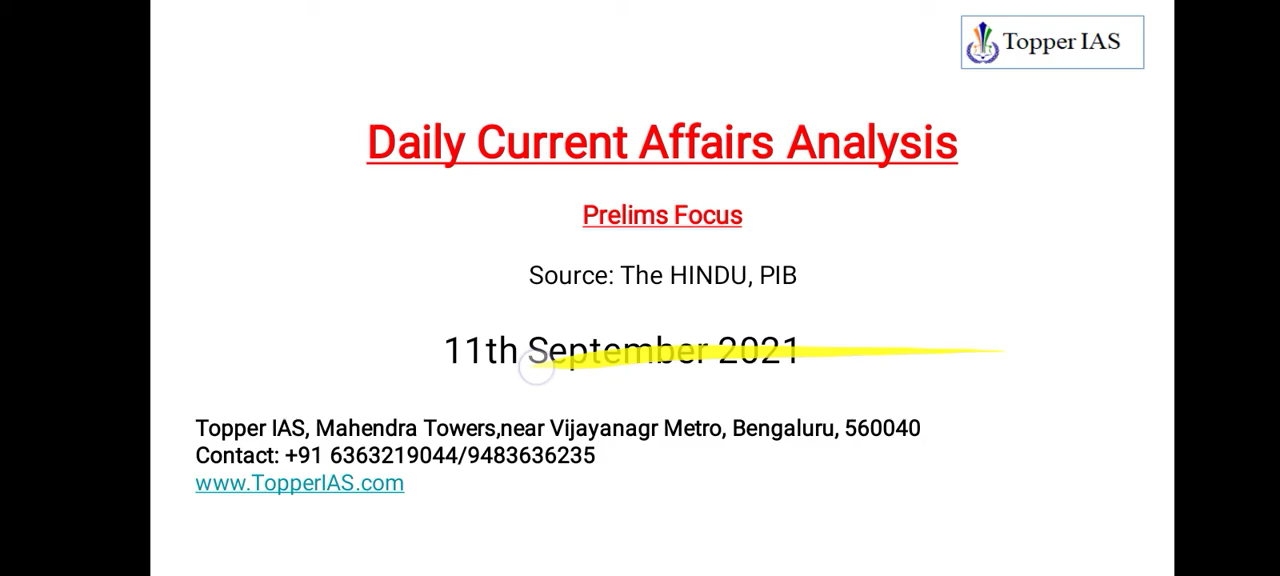 Topper IAS
Daily Current Affairs Analysis
Prelims Focus
Source: The HINDU, PIB
11th September 2021
Topper IAS, Mahendra Towers,near Vijayanagr Metro, Bengaluru, 560040
Contact: +91 6363219044/9483636235
www.TopperIAS.com